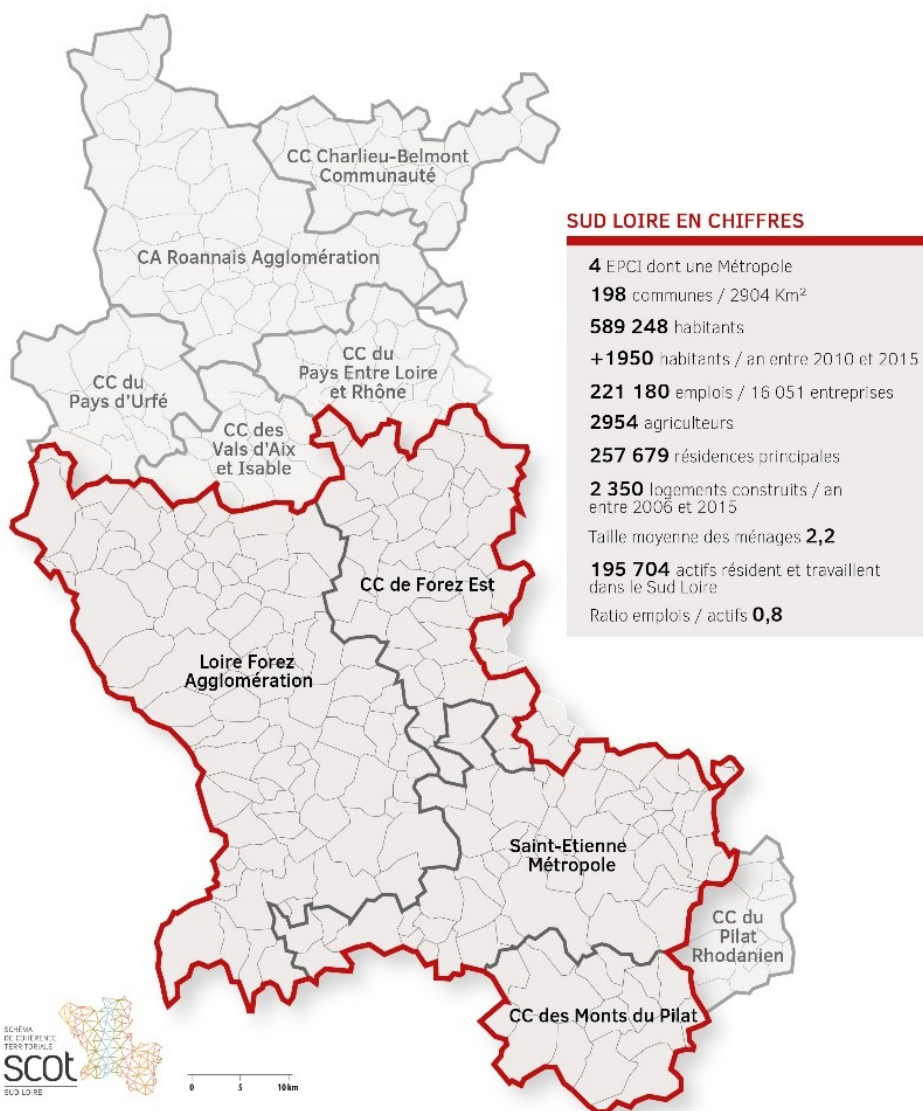 CC Charlieu-Belmont
Communauté
CA Roannais Agglomération
CC du
Pays Entre Loire
et Rhône
CC du
Pays d'Urfé
CC des
Vals d'Aix
et Isable
CC de Forez Est
Loire Forez
Agglomération
Saint-Etienne
Métropole
CC du
Pilat
Rhodanien
CC des Monts du Pilat
SUD LOIRE EN CHIFFRES
4 EPCI dont une Métropole
198 communes / 2904 Km²
589 248 habitants
+1950 habitants / an entre 2010 et 2015
221 180 emplois / 16 051 entreprises
2954 agriculteurs
257 679 résidences principales
2 350 logements construits / an
entre 2006 et 2015
Taille moyenne des ménages 2,2
195 704 actifs résident et travaillent
dans le Sud Loire
Ratio emplois / actifs 0,8
SCHÉMA
DE COHÉRENCE
TERRITORIALE
scot
SUD LOIRE
0 5 10km